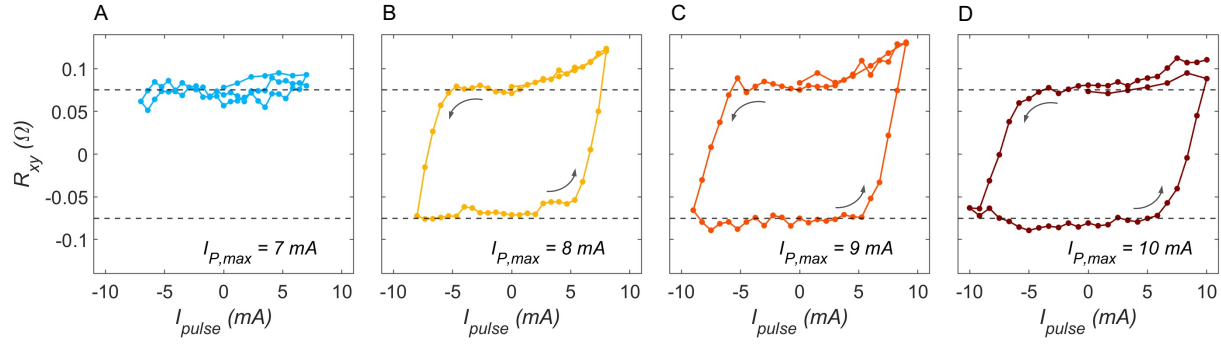 A
B
C
D
0.1
0.05
0
-0.05
-0.1
R_xy (Ω)
I_P,max = 7 mA
I_P,max = 8 mA
I_P,max = 9 mA
I_P,max = 10 mA
-10 -5 0 5 10
-10 -5 0 5 10
-10 -5 0 5 10
-10 -5 0 5 10
I_pulse (mA)
I_pulse (mA)
I_pulse (mA)
I_pulse (mA)